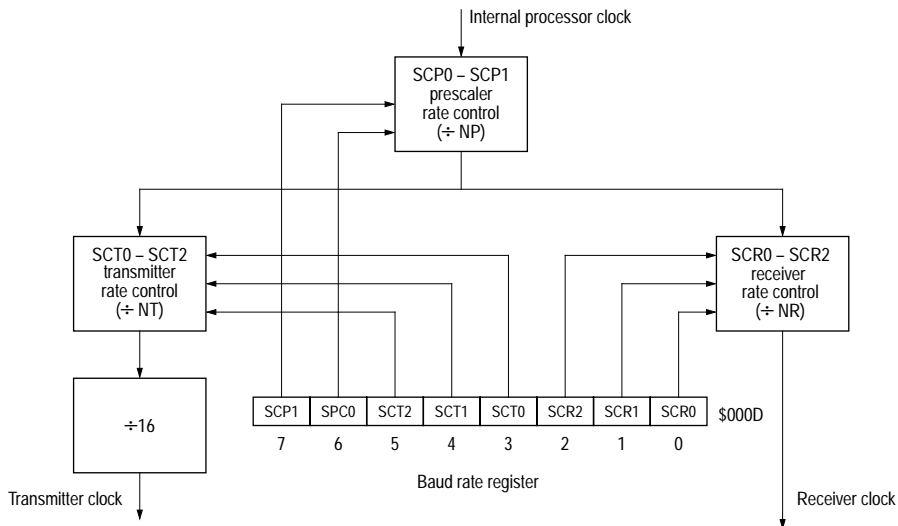 Internal processor clock
SCP0 – SCP1
prescaler
rate control
(÷ NP)
SCT0 – SCT2
transmitter
rate control
(÷ NT)
SCR0 – SCR2
receiver
rate control
(÷ NR)
÷16
SCP1 SPC0 SCT2 SCT1 SCT0 SCR2 SCR1 SCR0 $000D
7 6 5 4 3 2 1 0
Baud rate register
Transmitter clock
Receiver clock